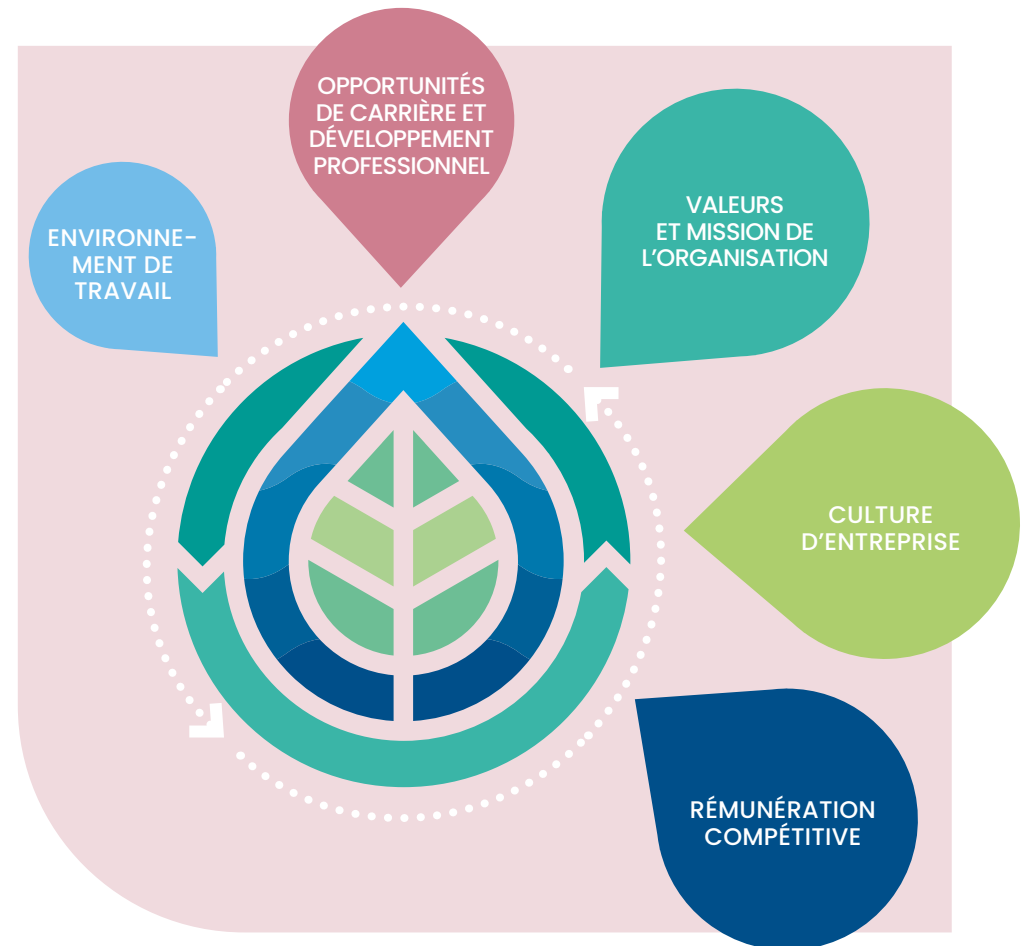 OPPORTUNITÉS
DE CARRIÈRE ET
DÉVELOPPEMENT
PROFESSIONNEL
ENVIRONNE-
MENT DE
TRAVAIL
VALEURS
ET MISSION DE
L’ORGANISATION
CULTURE
D’ENTREPRISE
RÉMUNÉRATION
COMPÉTITIVE